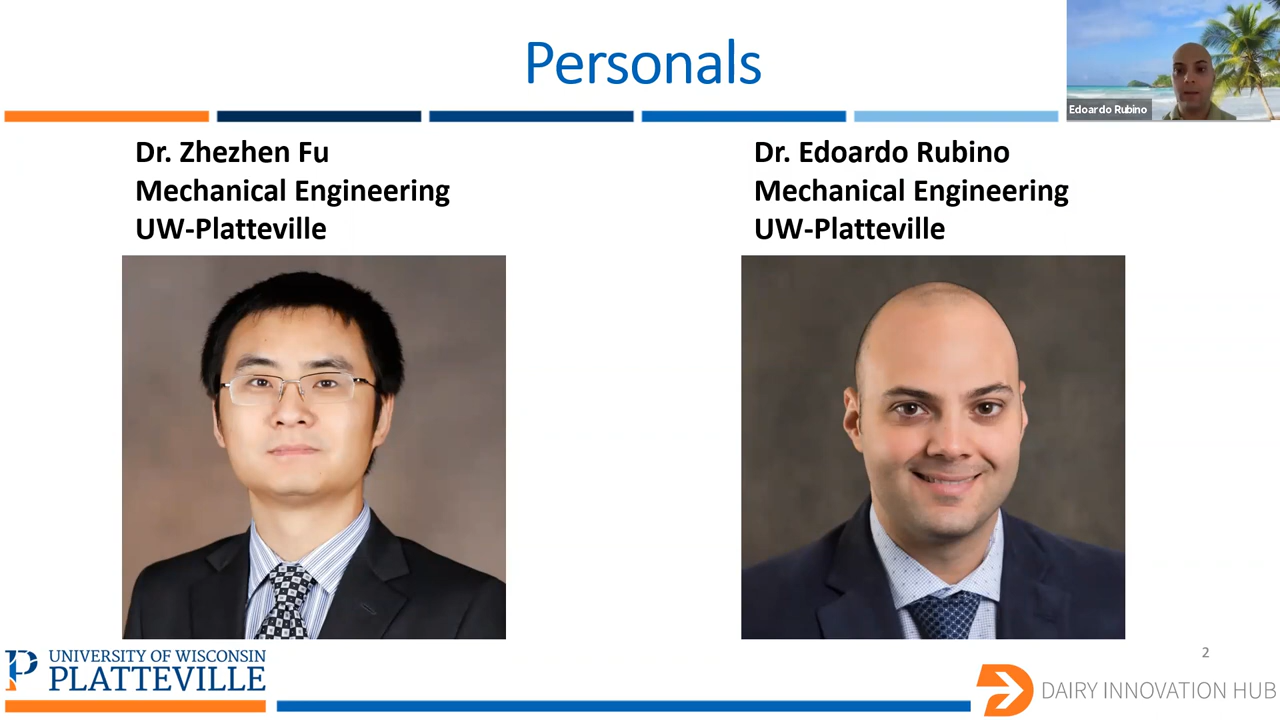 Personals
Edoardo Rubino
Dr. Zhezhen Fu
Mechanical Engineering
UW-Platteville
Dr. Edoardo Rubino
Mechanical Engineering
UW-Platteville
UNIVERSITY OF WISCONSIN
PLATTEVILLE
2
DAIRY INNOVATION HUB